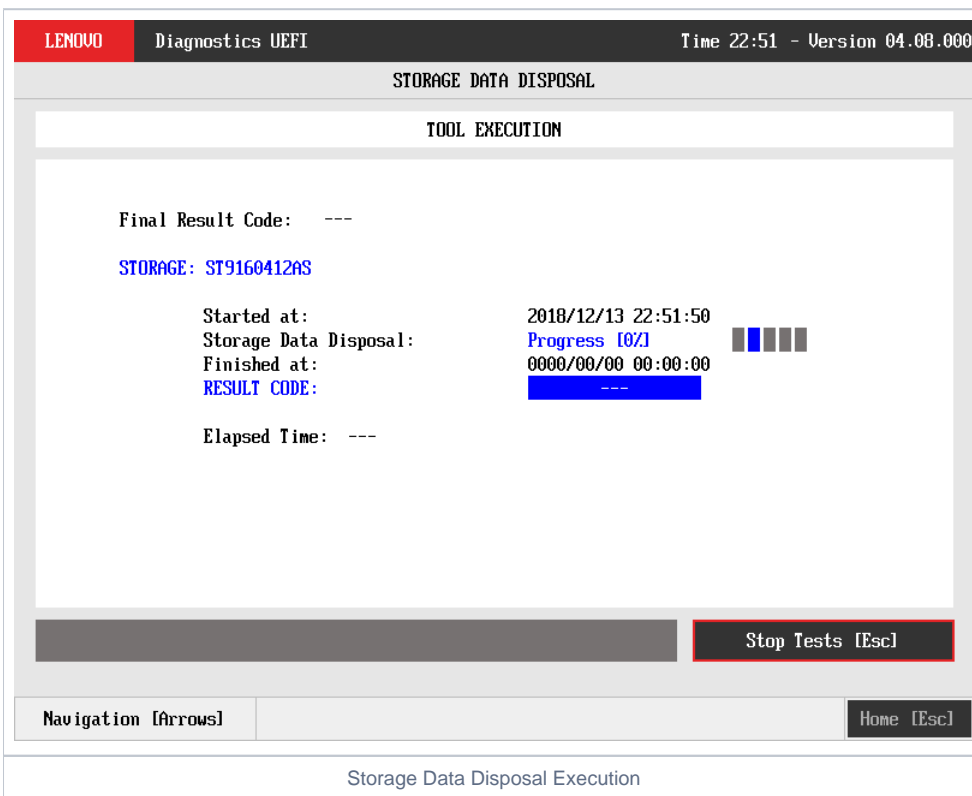 LENOVO Diagnostics UEFI Time 22:51 - Version 04.08.000
STORAGE DATA DISPOSAL
TOOL EXECUTION
Final Result Code: ---
STORAGE: ST9160412AS
Started at: 2018/12/13 22:51:50
Storage Data Disposal: Progress [0%]
Finished at: 0000/00/00 00:00:00
RESULT CODE: ---
Elapsed Time: ---
Stop Tests [Esc]
Navigation [Arrows] Home [Esc]
Storage Data Disposal Execution